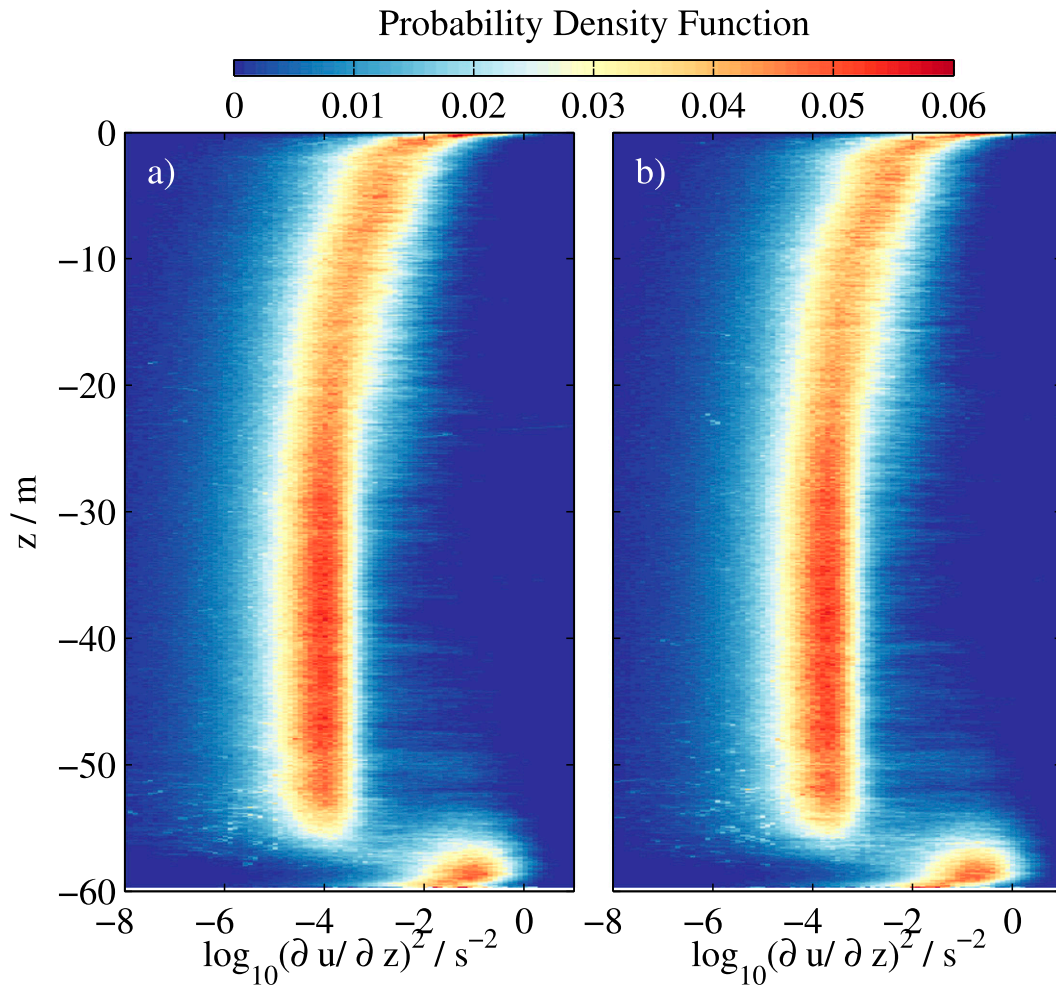 Probability Density Function
0 0.01 0.02 0.03 0.04 0.05 0.06
a) b)
0
−10
−20
−30
−40
−50
−60
z / m
−8 −6 −4 −2 0 −8 −6 −4 −2 0
log₁₀(∂ u/ ∂ z)² / s⁻² log₁₀(∂ u/ ∂ z)² / s⁻²